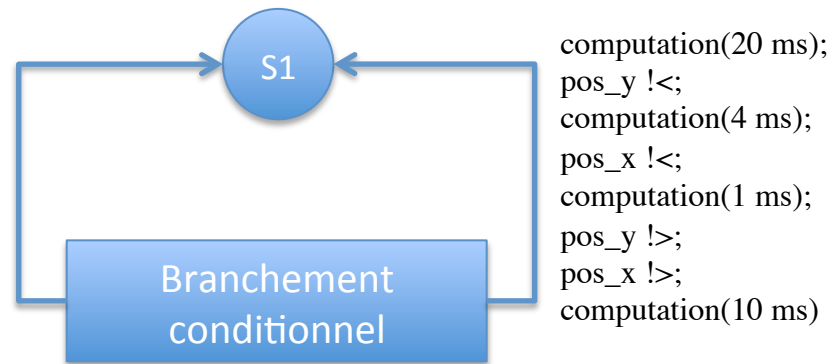 S1
Branchement
conditionnel
computation(20 ms);
pos_y !<;
computation(4 ms);
pos_x !<;
computation(1 ms);
pos_y !>;
pos_x !>;
computation(10 ms)